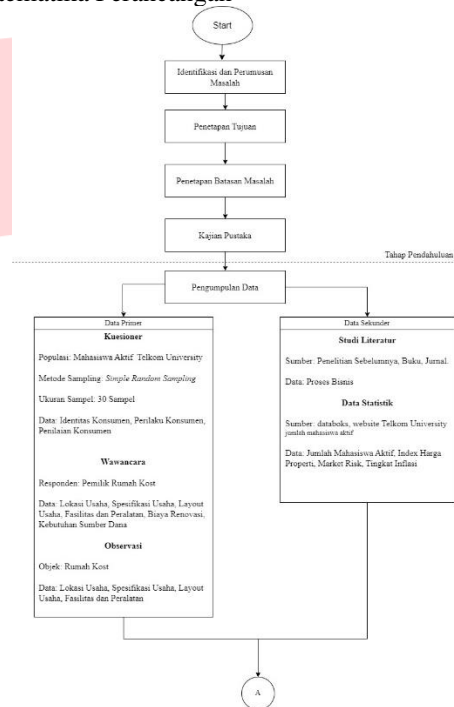 Start
Identifikasi dan Perumusan
Masalah
Penetapan Tujuan
Penetapan Batasan Masalah
Kajian Pustaka
Tahap Pendahuluan
Pengumpulan Data
Data Primer
Kuesioner
Populasi: Mahasiswa Aktif Telkom University
Metode Sampling: Simple Random Sampling
Ukuran Sampel: 30 Sampel
Data: Identitas Konsumen, Perilaku Konsumen,
Penilaian Konsumen
Wawancara
Responden: Pemilik Rumah Kost
Data: Lokasi Usaha, Spesifikasi Usaha, Layout
Usaha, Fasilitas dan Peralatan, Biaya Renovasi,
Kebutuhan Sumber Dana
Observasi
Objek: Rumah Kost
Data: Lokasi Usaha, Spesifikasi Usaha, Layout
Usaha, Fasilitas dan Peralatan
Data Sekunder
Studi Literatur
Sumber: Penelitian Sebelumnya, Buku, Jurnal.
Data: Proses Bisnis
Data Statistik
Sumber: databoks, website Telkom University
jumlah mahasiswa aktif
Data: Jumlah Mahasiswa Aktif, Index Harga
Properti, Market Risk, Tingkat Inflasi
A